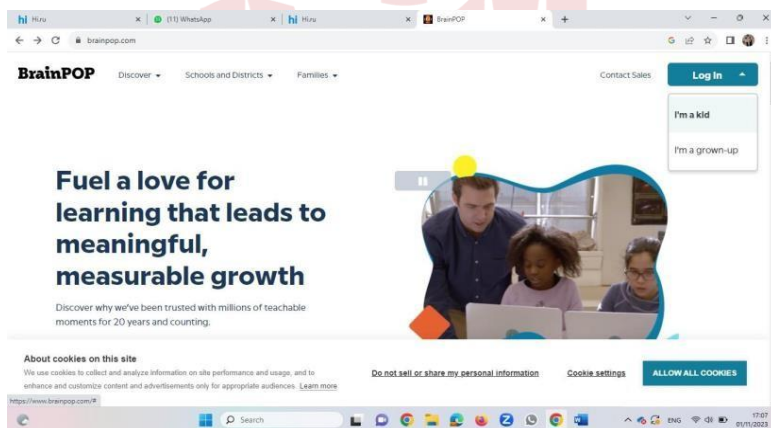 hi Hi.ru
(11) WhatsApp
hi Hi.ru
BrainPOP
brainpop.com
BrainPOP
Discover
Schools and Districts
Families
Contact Sales
Log In
I'm a kid
I'm a grown-up
Fuel a love for
learning that leads to
meaningful,
measurable growth
Discover why we've been trusted with millions of teachable
moments for 20 years and counting.
About cookies on this site
We use cookies to collect and analyze information on site performance and usage, and to
enhance and customize content and advertisements only for appropriate audiences. Learn more
Do not sell or share my personal information
Cookie settings
ALLOW ALL COOKIES
https://www.brainpop.com/#
Search
ENG
17:07
01/11/2023